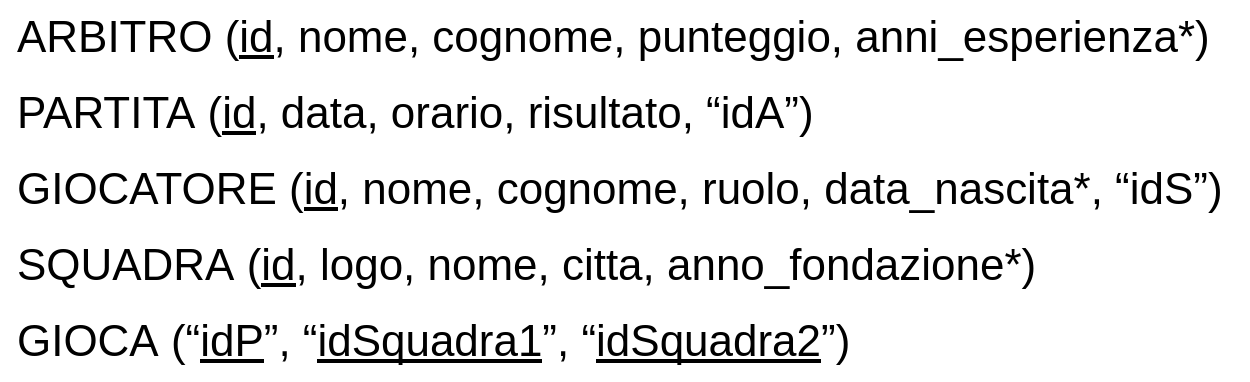 ARBITRO (id, nome, cognome, punteggio, anni_esperienza*)
PARTITA (id, data, orario, risultato, “idA”)
GIOCATORE (id, nome, cognome, ruolo, data_nascita*, “idS”)
SQUADRA (id, logo, nome, citta, anno_fondazione*)
GIOCA (“idP”, “idSquadra1”, “idSquadra2”)